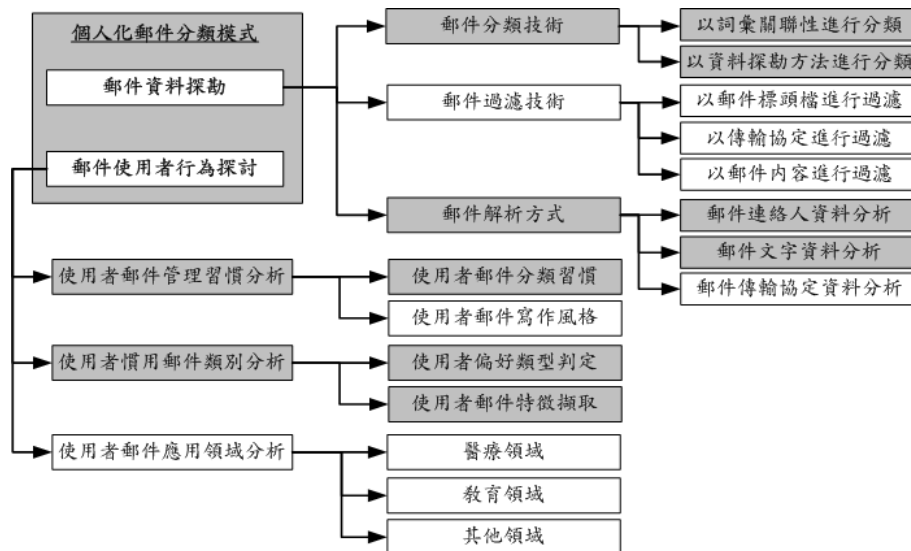 個人化郵件分類模式
郵件資料探勘
郵件使用者行為探討
郵件分類技術
以詞彙關聯性進行分類
以資料探勘方法進行分類
郵件過濾技術
以郵件標頭檔進行過濾
以傳輸協定進行過濾
以郵件內容進行過濾
郵件解析方式
郵件連絡人資料分析
郵件文字資料分析
郵件傳輸協定資料分析
使用者郵件管理習慣分析
使用者郵件分類習慣
使用者郵件寫作風格
使用者慣用郵件類別分析
使用者偏好類型判定
使用者郵件特徵擷取
使用者郵件應用領域分析
醫療領域
教育領域
其他領域